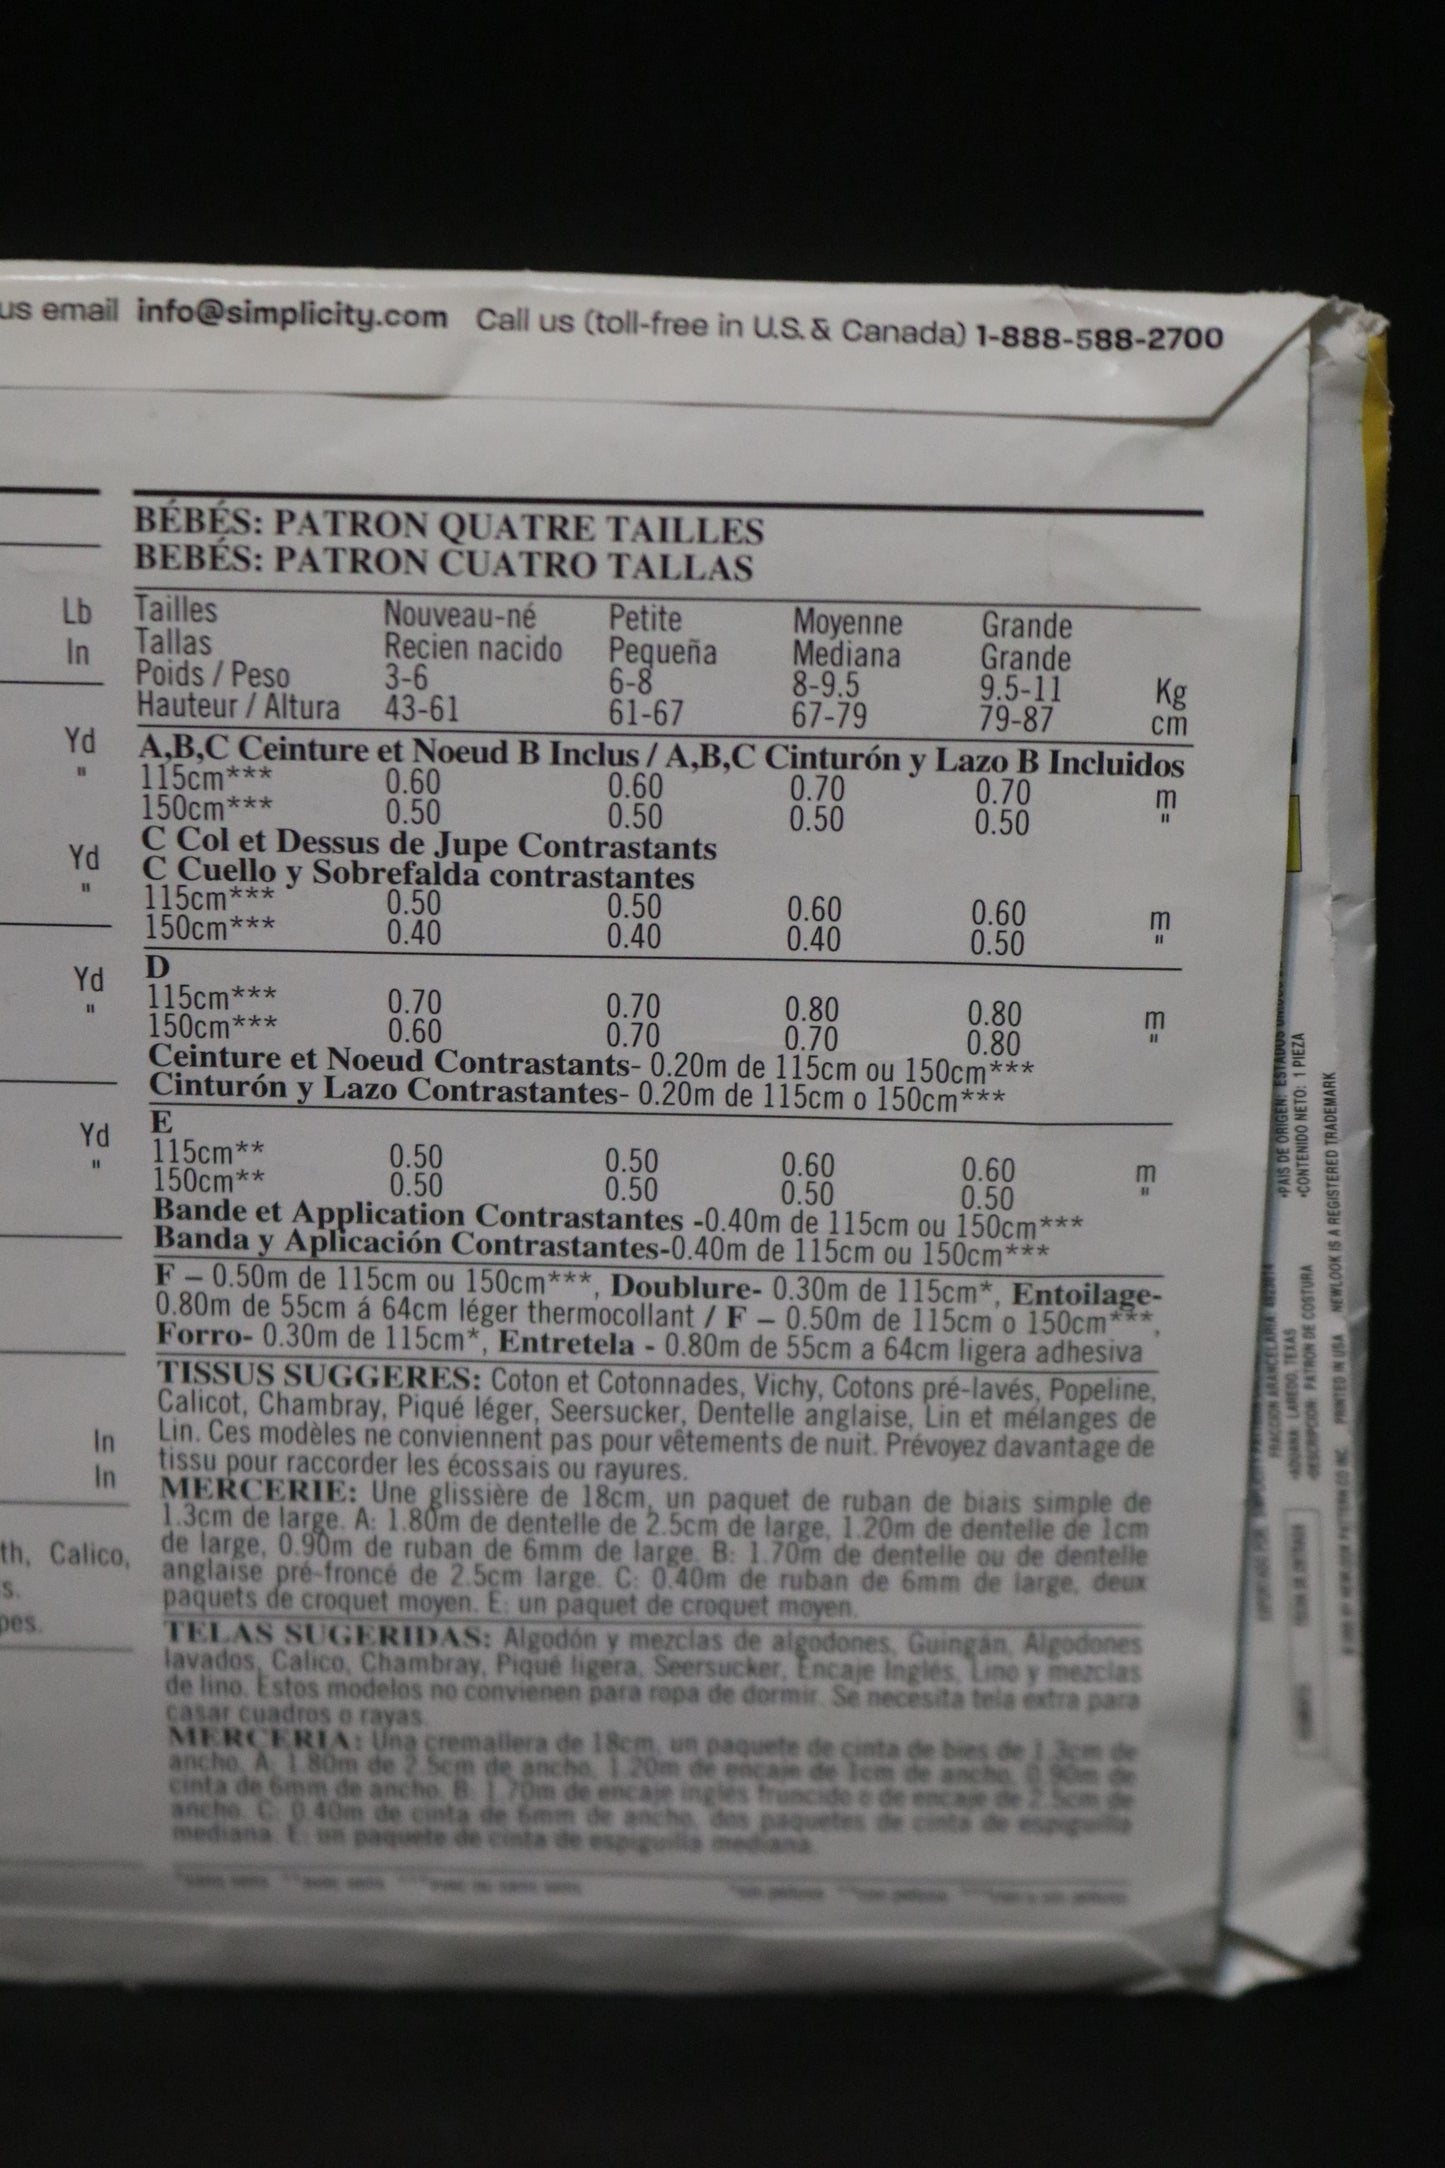 us email info@simplicity.com Call us (toll-free in U.S. & Canada) 1-888-588-2700
BÉBÉS: PATRON QUATRE TAILLES
BEBÉS: PATRON CUATRO TALLAS
Lb
In
Tailles Nouveau-né Petite Moyenne Grande
Tallas Recien nacido Pequeña Mediana Grande
Poids / Peso 3-6 6-8 8-9.5 9.5-11 Kg
Hauteur / Altura 43-61 61-67 67-79 79-87 cm
Yd
"
A,B,C Ceinture et Noeud B Inclus / A,B,C Cinturón y Lazo B Incluidos
115cm*** 0.60 0.60 0.70 0.70 m
150cm*** 0.50 0.50 0.50 0.50 "
Yd
"
C Col et Dessus de Jupe Contrastants
C Cuello y Sobrefalda contrastantes
115cm*** 0.50 0.50 0.60 0.60 m
150cm*** 0.40 0.40 0.40 0.50 "
Yd
"
D
115cm*** 0.70 0.70 0.80 0.80 m
150cm*** 0.60 0.70 0.70 0.80 "
Ceinture et Noeud Contrastants- 0.20m de 115cm ou 150cm***
Cinturón y Lazo Contrastantes- 0.20m de 115cm o 150cm***
Yd
"
E
115cm** 0.50 0.50 0.60 0.60 m
150cm** 0.50 0.50 0.50 0.50 "
Bande et Application Contrastantes -0.40m de 115cm ou 150cm***
Banda y Aplicación Contrastantes-0.40m de 115cm ou 150cm***
F – 0.50m de 115cm ou 150cm***, Doublure- 0.30m de 115cm*, Entoilage-
0.80m de 55cm á 64cm léger thermocollant / F – 0.50m de 115cm o 150cm***,
Forro- 0.30m de 115cm*, Entretela - 0.80m de 55cm a 64cm ligera adhesiva
In
In
th, Calico,
s.
pes.
TISSUS SUGGERES: Coton et Cotonnades, Vichy, Cotons pré-lavés, Popeline,
Calicot, Chambray, Piqué léger, Seersucker, Dentelle anglaise, Lin et mélanges de
Lin. Ces modèles ne conviennent pas pour vêtements de nuit. Prévoyez davantage de
tissu pour raccorder les écossais ou rayures.
MERCERIE: Une glissière de 18cm, un paquet de ruban de biais simple de
1.3cm de large. A: 1.80m de dentelle de 2.5cm de large, 1.20m de dentelle de 1cm
de large, 0.90m de ruban de 6mm de large. B: 1.70m de dentelle ou de dentelle
anglaise pré-froncé de 2.5cm large. C: 0.40m de ruban de 6mm de large, deux
paquets de croquet moyen. E: un paquet de croquet moyen.
TELAS SUGERIDAS: Algodón y mezclas de algodones, Guingán, Algodones
lavados, Calico, Chambray, Piqué ligera, Seersucker, Encaje Inglés, Lino y mezclas
de lino. Estos modelos no convienen para ropa de dormir. Se necesita tela extra para
casar cuadros o rayas.
MERCERIA: Una cremallera de 18cm, un paquete de cinta de bies de 1.3cm de
ancho. A: 1.80m de 2.5cm de ancho, 1.20m de encaje de 1cm de ancho, 0.90m de
cinta de 6mm de ancho. B: 1.70m de encaje inglés fruncido o de encaje de 2.5cm de
ancho. C: 0.40m de cinta de 6mm de ancho, dos paquetes de cinta de espiguilla
mediana. E: un paquete de cinta de espiguilla mediana.
•PAIS DE ORIGEN: ESTADOS
•CONTENIDO NETO: 1 PIEZA
FRACCION ARANCELARIA
•ADUANA LAREDO, TEXAS
•DESCRIPCION: PATRON DE COSTURA
PATTERN CO INC. PRINTED IN USA NEWLOOK IS A REGISTERED TRADEMARK